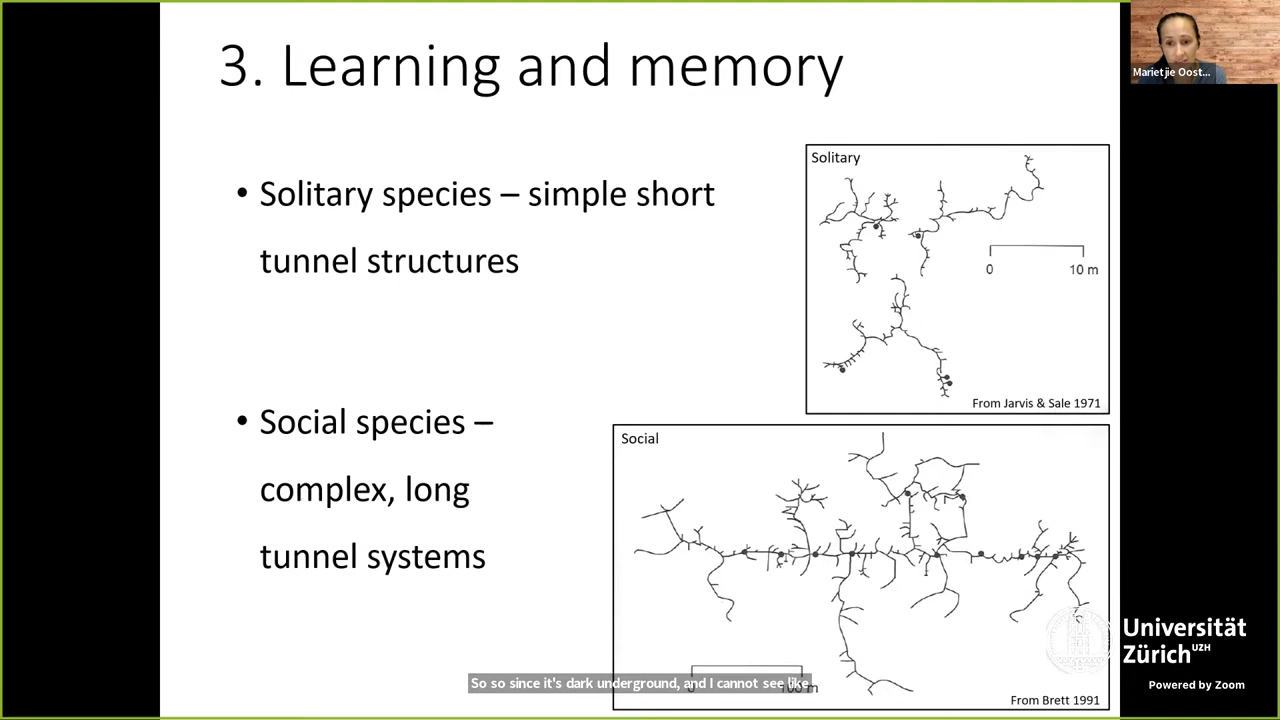 3. Learning and memory
• Solitary species – simple short
tunnel structures
• Social species –
complex, long
tunnel systems
Solitary
0 10 m
From Jarvis & Sale 1971
Social
From Brett 1991
So so since it's dark underground, and I cannot see like
Marietjie Oost...
Universität
Zürich UZH
Powered by Zoom